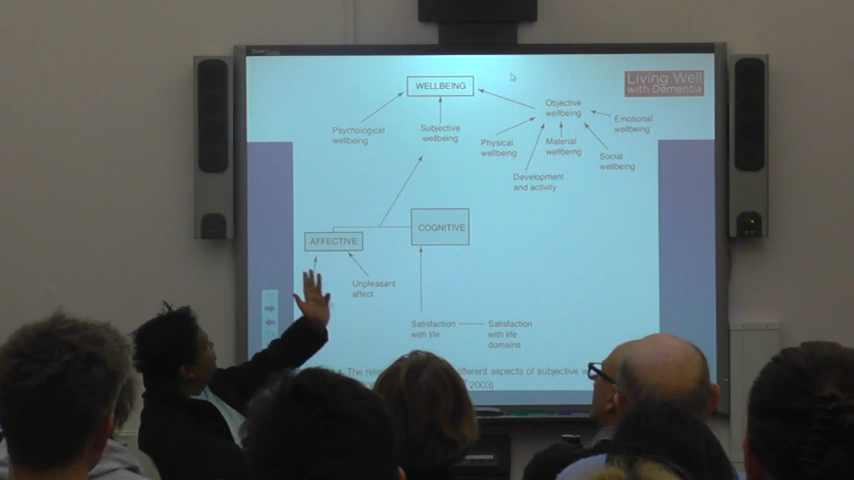 Living Well
with Dementia
WELLBEING
Objective
wellbeing
Psychological
wellbeing
Subjective
wellbeing
Emotional
wellbeing
Physical
wellbeing
Material
wellbeing
Social
wellbeing
Development
and activity
AFFECTIVE
COGNITIVE
Unpleasant
affect
Satisfaction
with life
Satisfaction
with life
domains
The
different aspects of subjective
2003)